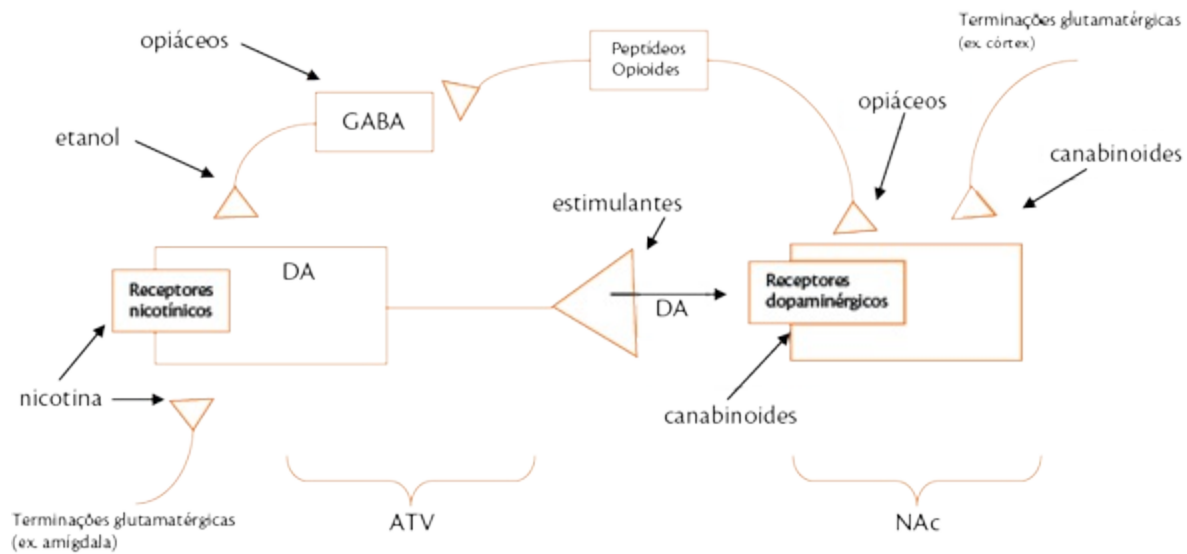 Terminações glutamatérgicas
(ex. córtex)
opiáceos
Peptídeos
Opioides
opiáceos
GABA
etanol
canabinoides
estimulantes
DA
Receptores
nicotínicos
Receptores
dopaminérgicos
DA
nicotina
canabinoides
Terminações glutamatérgicas
(ex. amígdala)
ATV
NAc